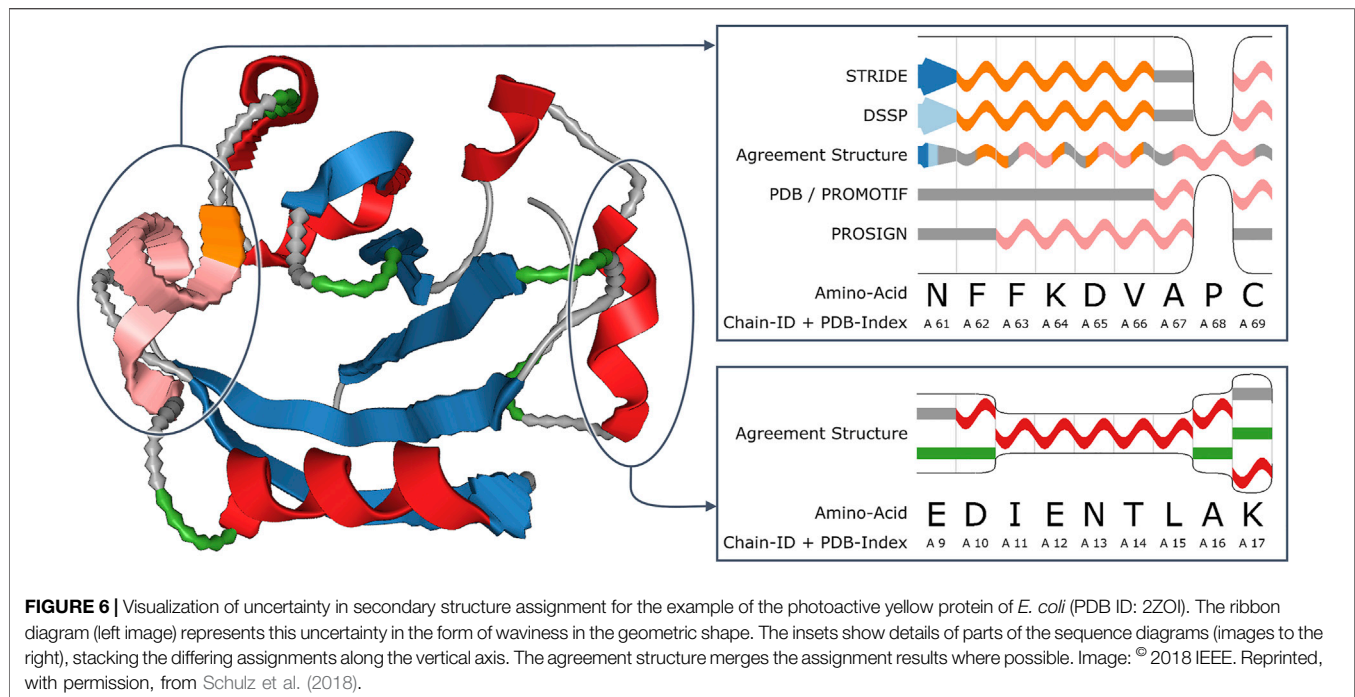 STRIDE
DSSP
Agreement Structure
PDB / PROMOTIF
PROSIGN
Amino-Acid N F F K D V A P C
Chain-ID + PDB-Index A 61 A 62 A 63 A 64 A 65 A 66 A 67 A 68 A 69
Agreement Structure
Amino-Acid E D I E N T L A K
Chain-ID + PDB-Index A 9 A 10 A 11 A 12 A 13 A 14 A 15 A 16 A 17
FIGURE 6 | Visualization of uncertainty in secondary structure assignment for the example of the photoactive yellow protein of E. coli (PDB ID: 2ZOI). The ribbon
diagram (left image) represents this uncertainty in the form of waviness in the geometric shape. The insets show details of parts of the sequence diagrams (images to the
right), stacking the differing assignments along the vertical axis. The agreement structure merges the assignment results where possible. Image: © 2018 IEEE. Reprinted,
with permission, from Schulz et al. (2018).